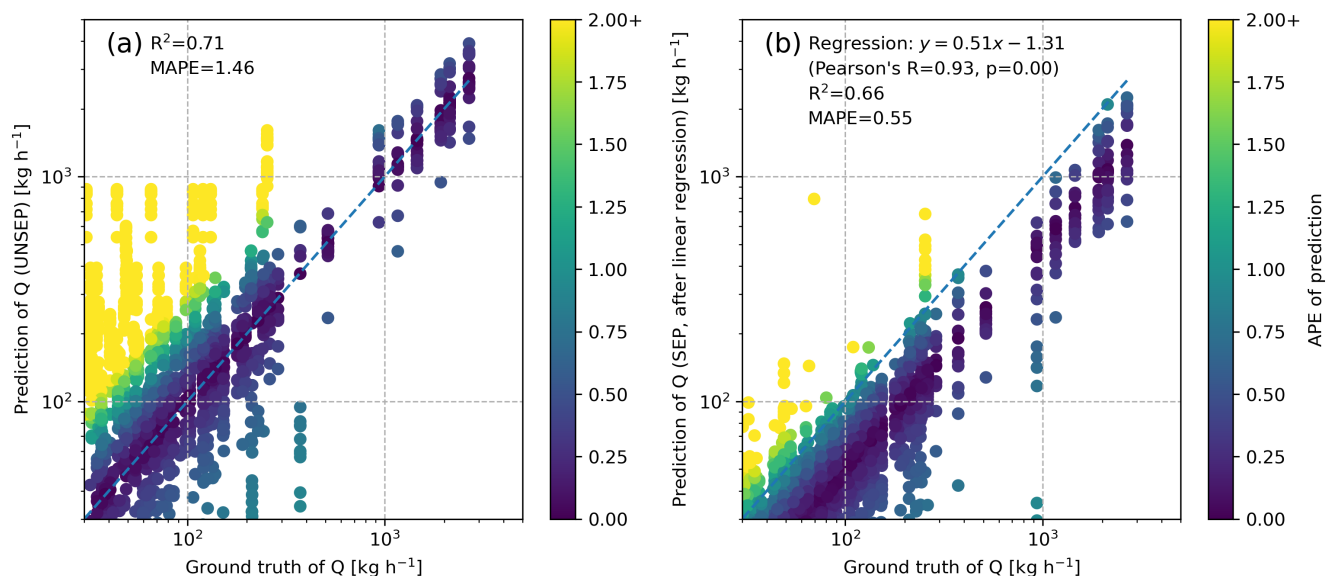 (a) R²=0.71
MAPE=1.46
Prediction of Q (UNSEP) [kg h⁻¹]
10³
10²
10² 10³
Ground truth of Q [kg h⁻¹]
2.00+
1.75
1.50
1.25
1.00
0.75
0.50
0.25
0.00
(b) Regression: y = 0.51x − 1.31
(Pearson's R=0.93, p=0.00)
R²=0.66
MAPE=0.55
Prediction of Q (SEP, after linear regression) [kg h⁻¹]
10³
10²
10² 10³
Ground truth of Q [kg h⁻¹]
2.00+
1.75
1.50
1.25
1.00
0.75
0.50
0.25
0.00
APE of prediction